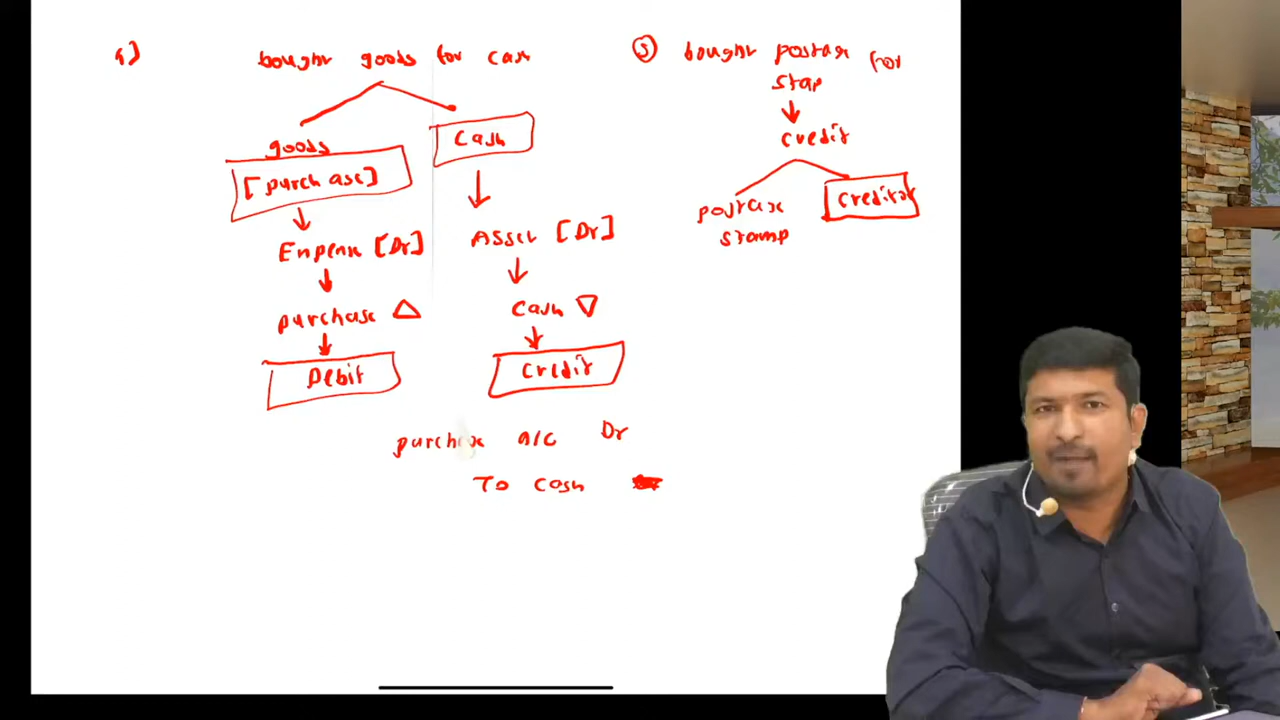 4)
bought goods for cash
goods
Cash
[purchase]
Expense [Dr]
Asset [Dr]
purchase △
Cash ▽
Debit
Credit
purchase a/c Dr
To cash
⑤ bought postage for
stap
credit
postage
stamp
Creditor